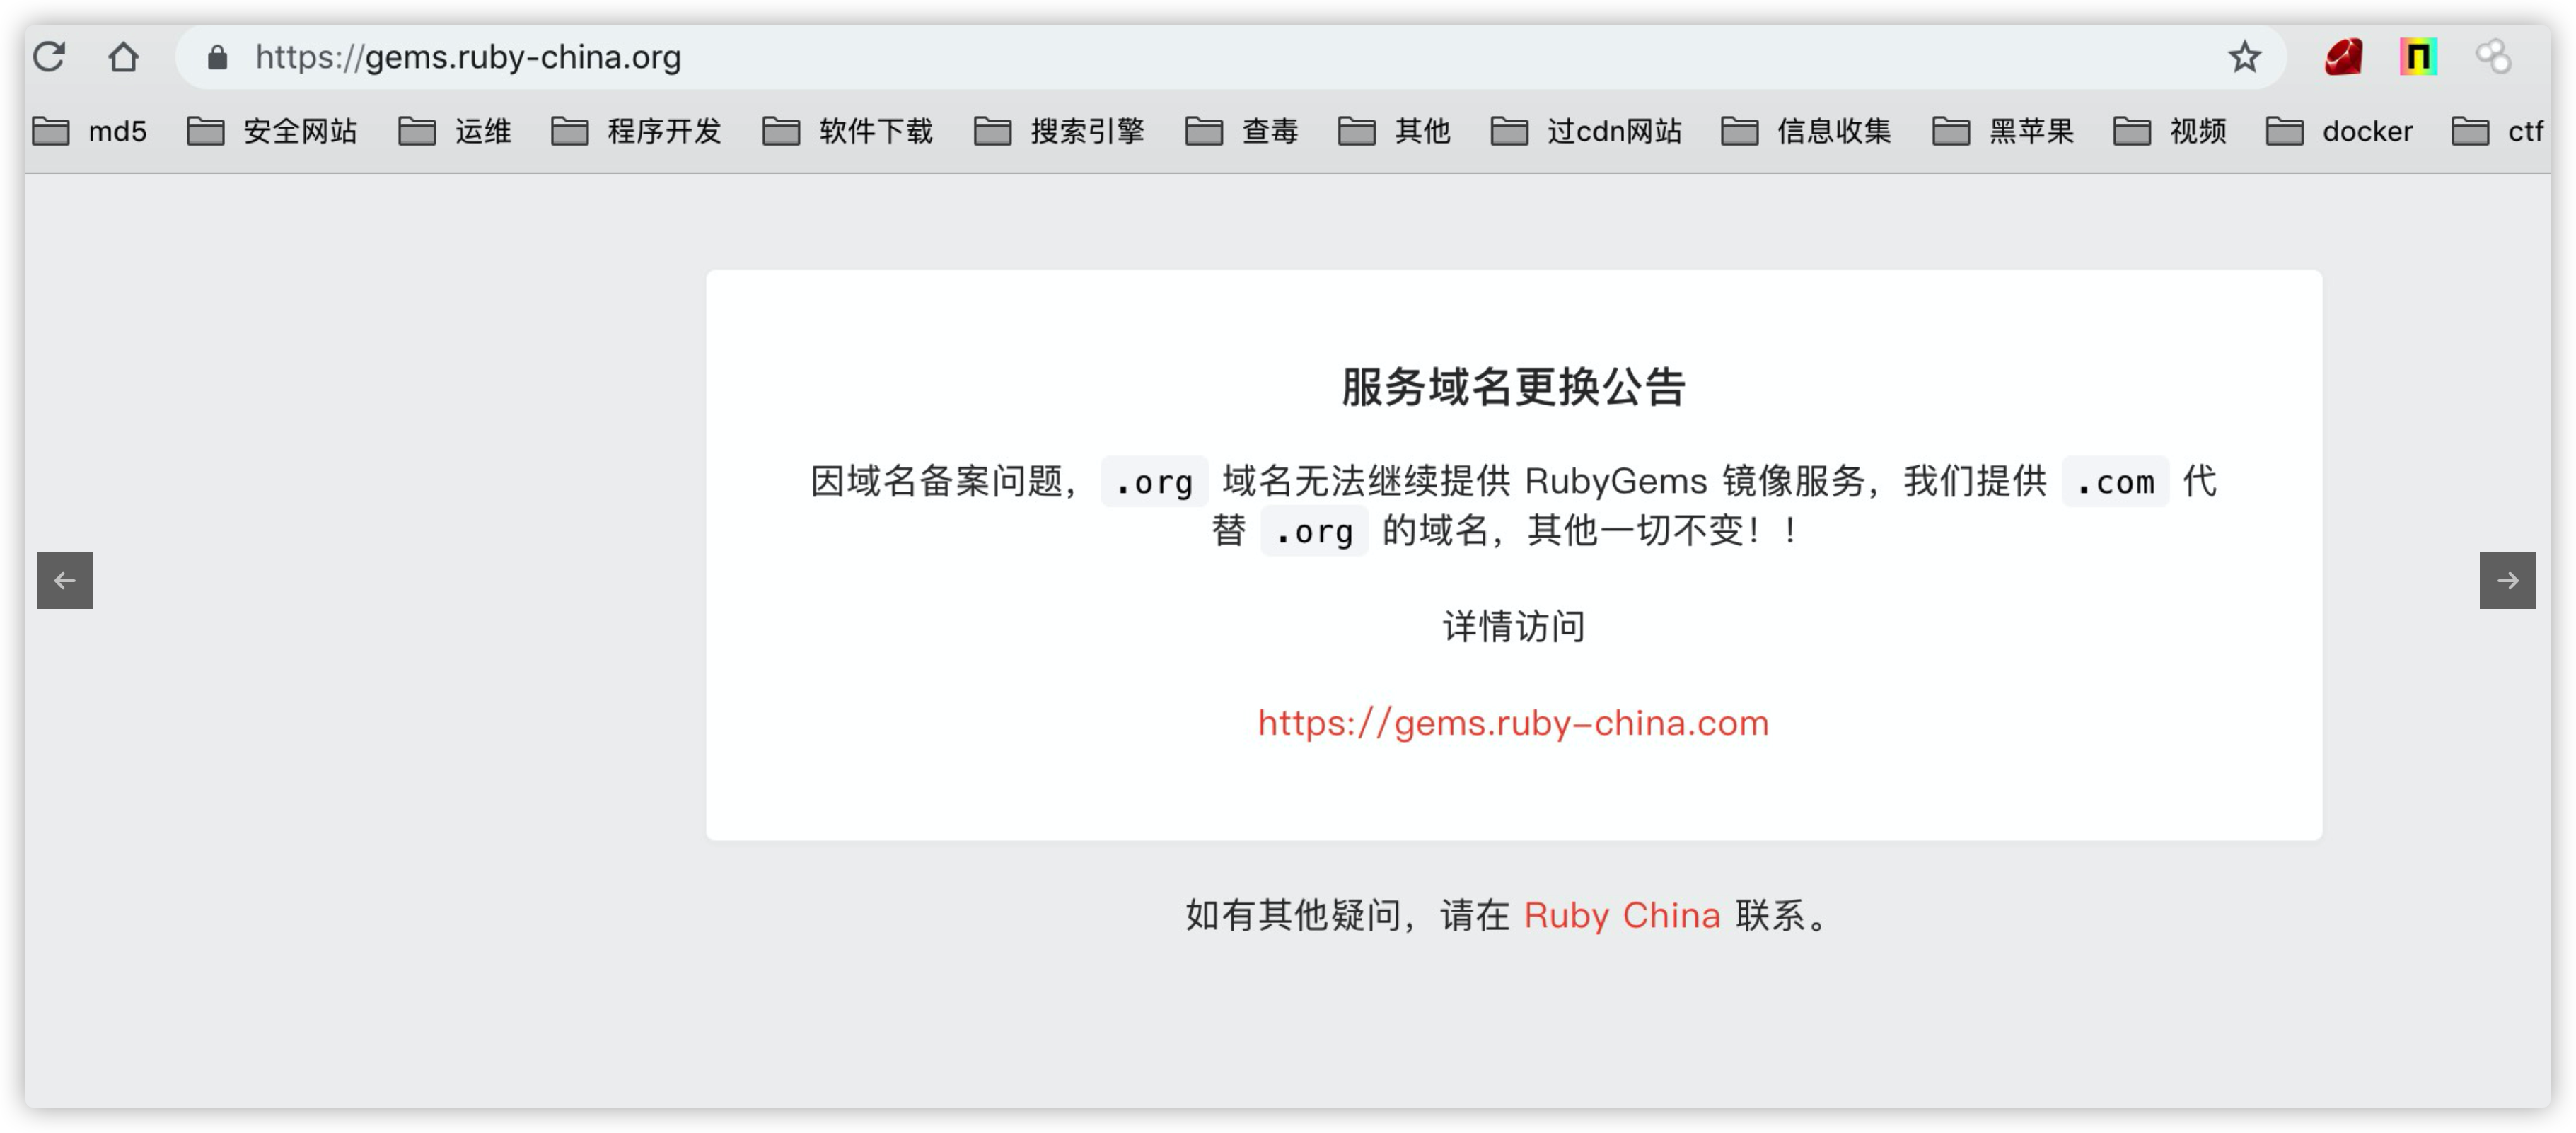 https://gems.ruby-china.org
md5 安全网站 运维 程序开发 软件下载 搜索引擎 查毒 其他 过cdn网站 信息收集 黑苹果 视频 docker ctf
服务域名更换公告
因域名备案问题， .org 域名无法继续提供 RubyGems 镜像服务，我们提供 .com 代
替 .org 的域名，其他一切不变！！
详情访问
https://gems.ruby-china.com
如有其他疑问，请在 Ruby China 联系。